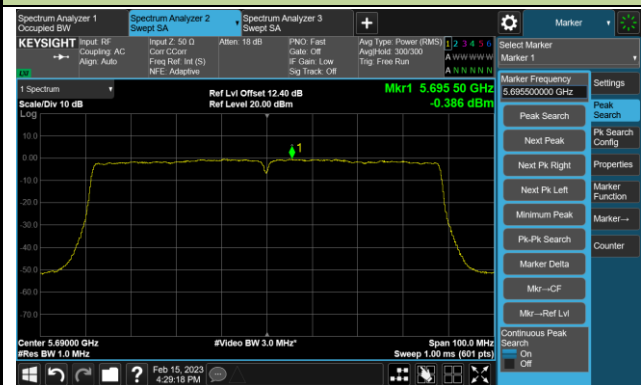 Spectrum Analyzer 1
Occupied BW
Spectrum Analyzer 2
Swept SA
Spectrum Analyzer 3
Swept SA
Marker
KEYSIGHT
Input: RF
Coupling: AC
Align: Auto
Input Z: 50 Ω
Corr CCorr
Freq Ref: Int (S)
NFE: Adaptive
Atten: 18 dB
PNO: Fast
Gate: Off
IF Gain: Low
Sig Track: Off
Avg Type: Power (RMS)
Avg|Hold: 300/300
Trig: Free Run
1 2 3 4 5 6
A W W W W W
A N N N N N
Select Marker
Marker 1
LXI
1 Spectrum
Scale/Div 10 dB
Ref Lvl Offset 12.40 dB
Ref Level 20.00 dBm
Mkr1 5.695 50 GHz
-0.386 dBm
Log
10.0
0.00
-10.0
-20.0
-30.0
-40.0
-50.0
-60.0
-70.0
1
Center 5.69000 GHz
#Res BW 1.0 MHz
#Video BW 3.0 MHz*
Span 100.0 MHz
Sweep 1.00 ms (601 pts)
Marker Frequency
5.695500000 GHz
Peak Search
Next Peak
Next Pk Right
Next Pk Left
Minimum Peak
Pk-Pk Search
Marker Delta
Mkr→CF
Mkr→Ref Lvl
Continuous Peak
Search
On
Off
Settings
Peak
Search
Pk Search
Config
Properties
Marker
Function
Marker→
Counter
Feb 15, 2023
4:29:18 PM